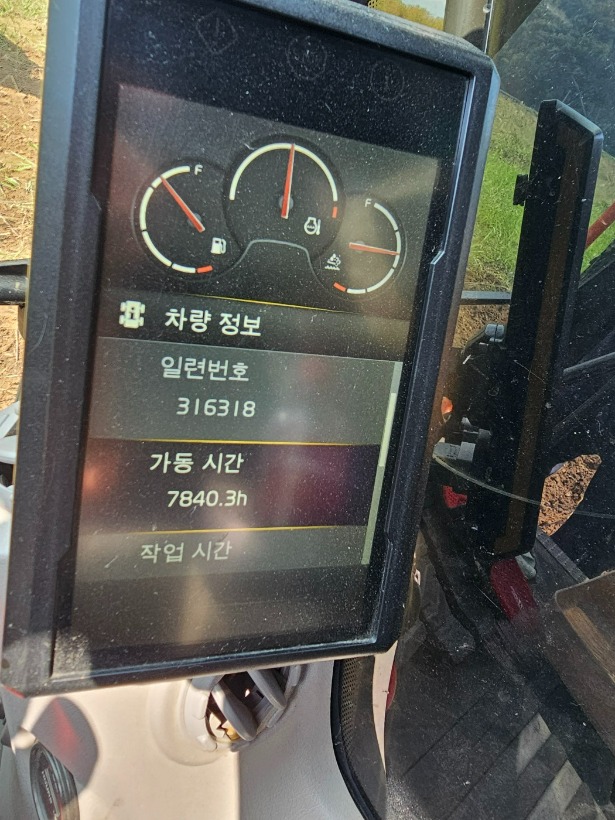 F
F
차량 정보
일련번호
316318
가동 시간
7840.3h
작업 시간